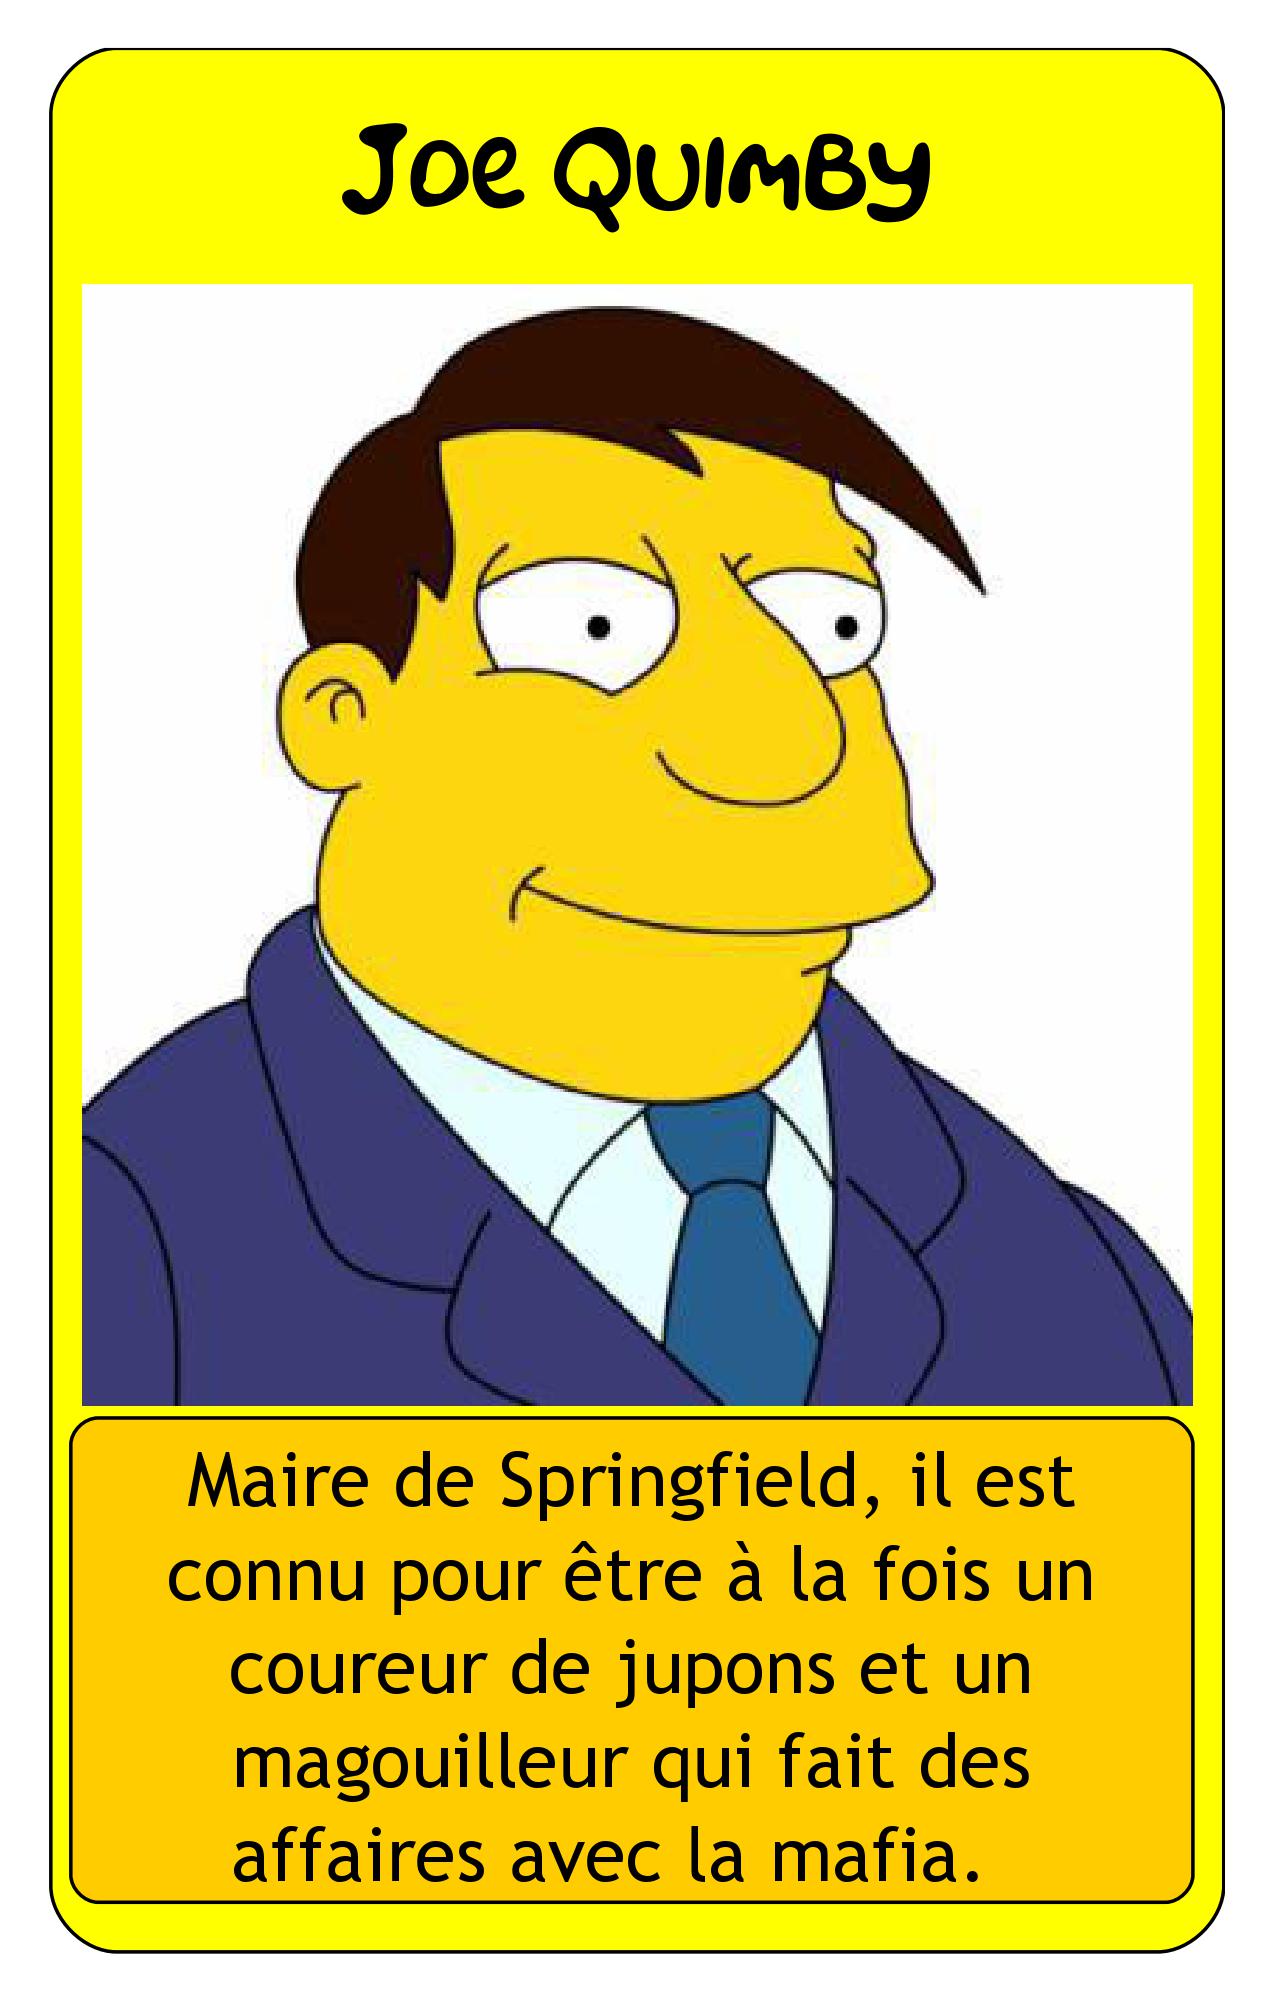 Joe Quimby
Maire de Springfield, il est
connu pour être à la fois un
coureur de jupons et un
magouilleur qui fait des
affaires avec la mafia.